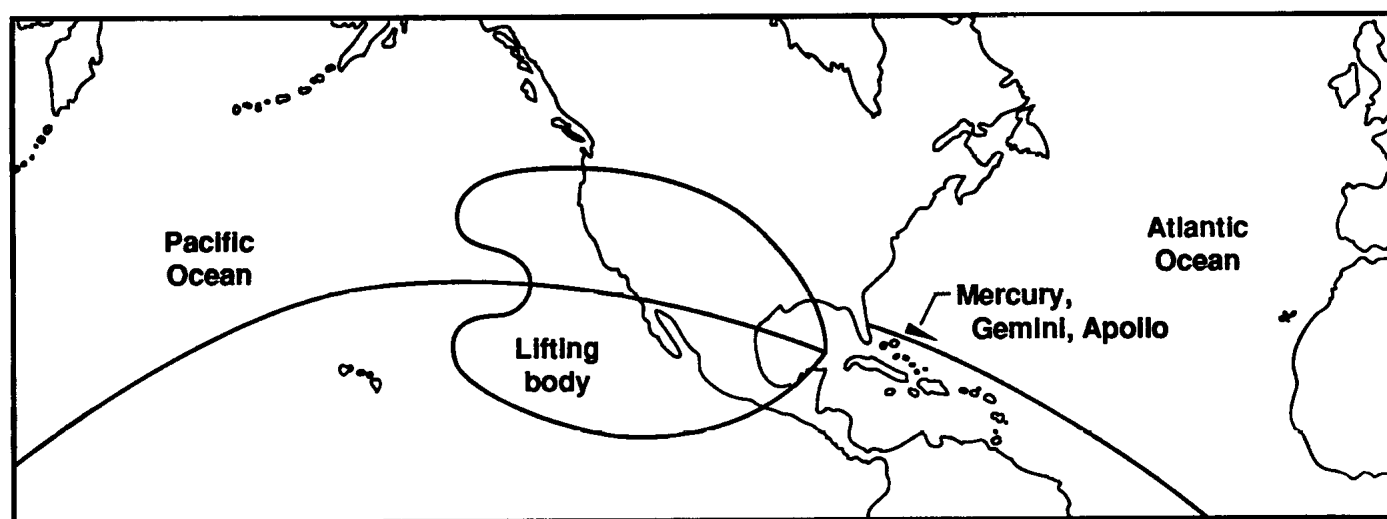 Pacific
Ocean
Lifting
body
Atlantic
Ocean
Mercury,
Gemini, Apollo